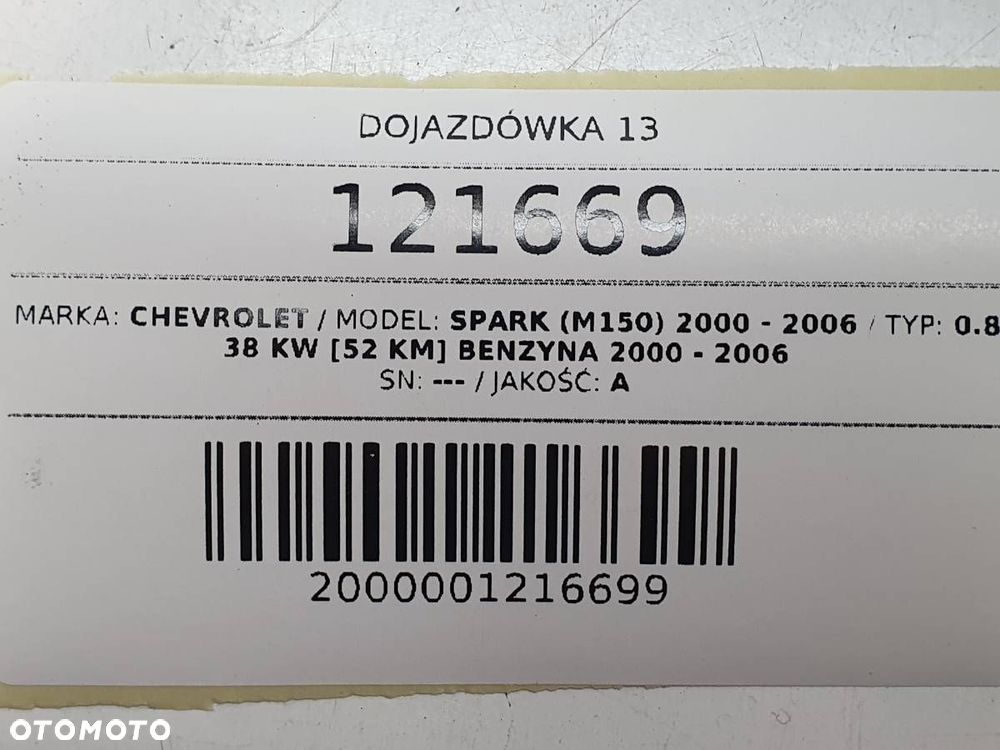 DOJAZDÓWKA 13
121669
MARKA: CHEVROLET / MODEL: SPARK (M150) 2000 - 2006 / TYP: 0.8
38 KW [52 KM] BENZYNA 2000 - 2006
SN: --- / JAKOŚĆ: A
2000001216699
OTOMOTO